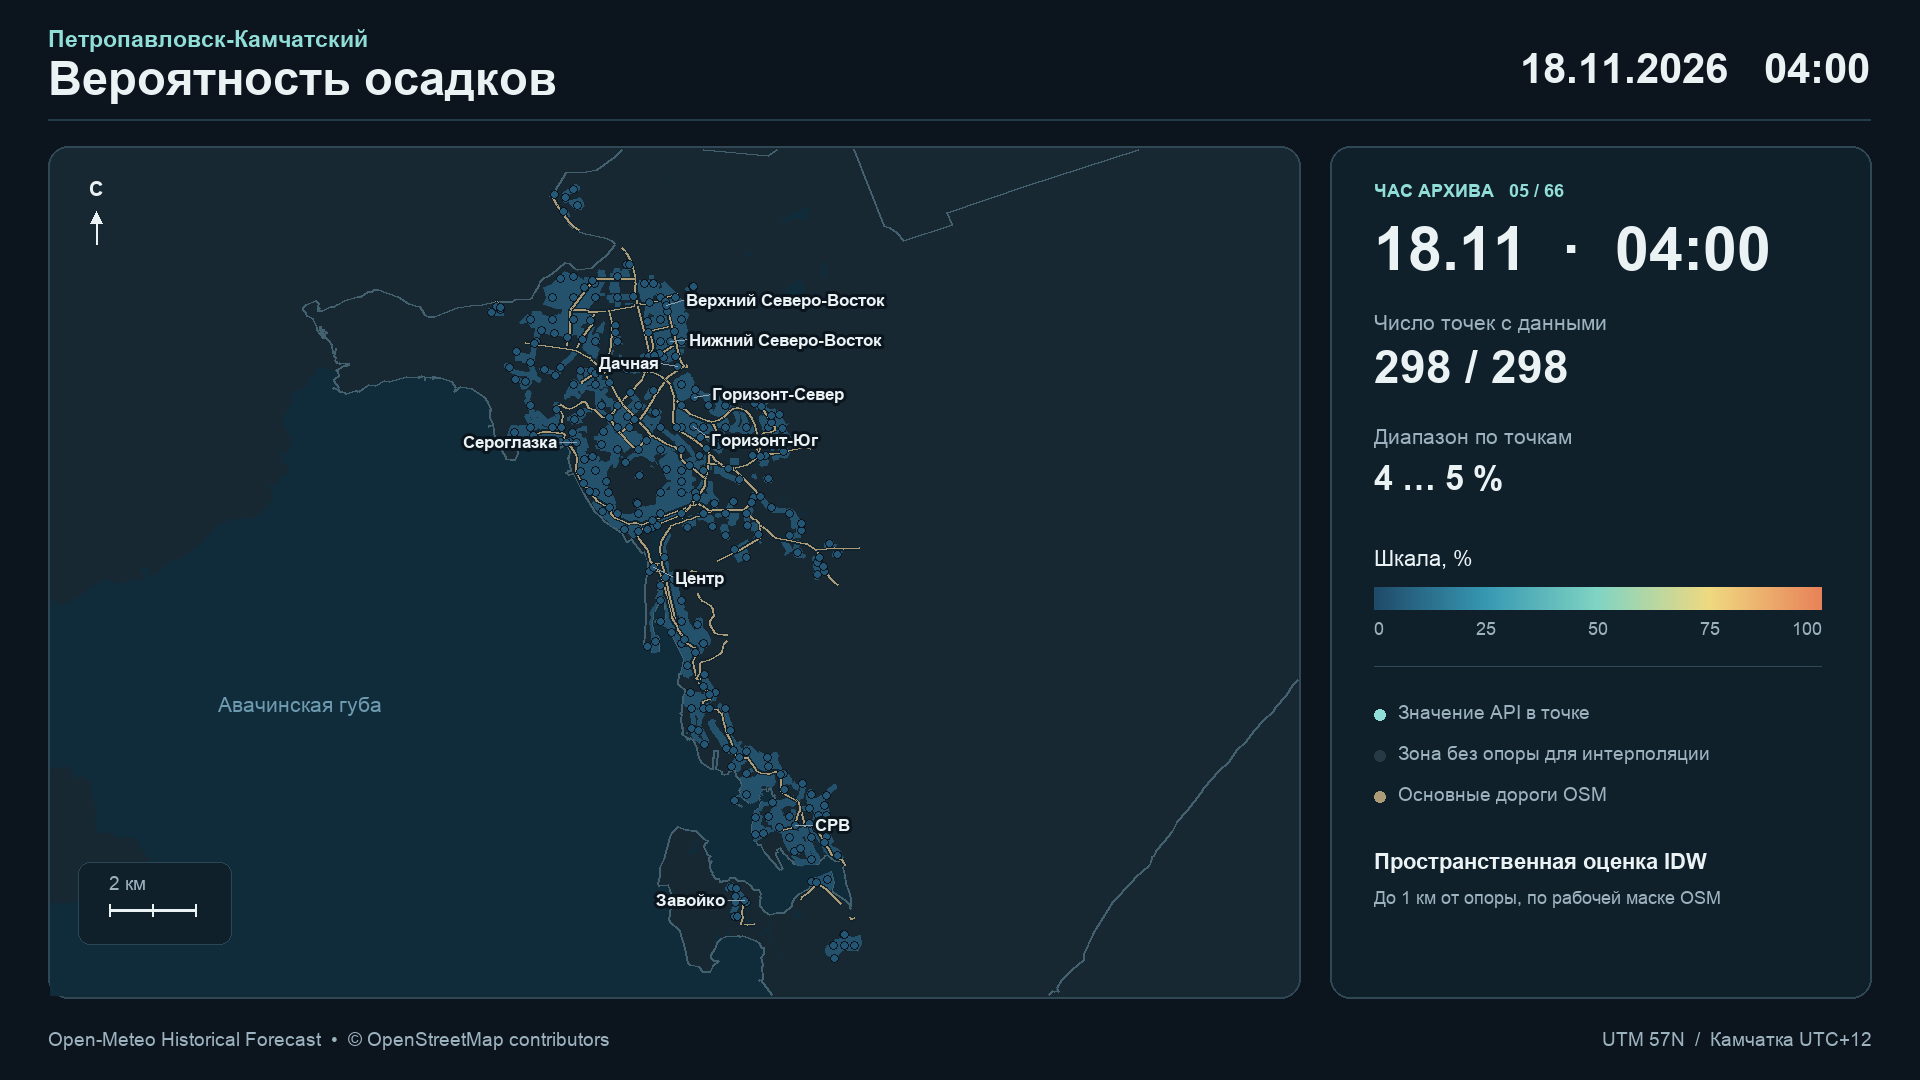 Петропавловск-Камчатский
Вероятность осадков
18.11.2026 04:00
С
Верхний Северо-Восток
Нижний Северо-Восток
Дачная
Горизонт-Север
Горизонт-Юг
Сероглазка
Центр
Авачинская губа
СРВ
Завойко
2 км
ЧАС АРХИВА 05 / 66
18.11 · 04:00
Число точек с данными
298 / 298
Диапазон по точкам
4 … 5 %
Шкала, %
0 25 50 75 100
Значение API в точке
Зона без опоры для интерполяции
Основные дороги OSM
Пространственная оценка IDW
До 1 км от опоры, по рабочей маске OSM
Open-Meteo Historical Forecast • © OpenStreetMap contributors
UTM 57N / Камчатка UTC+12